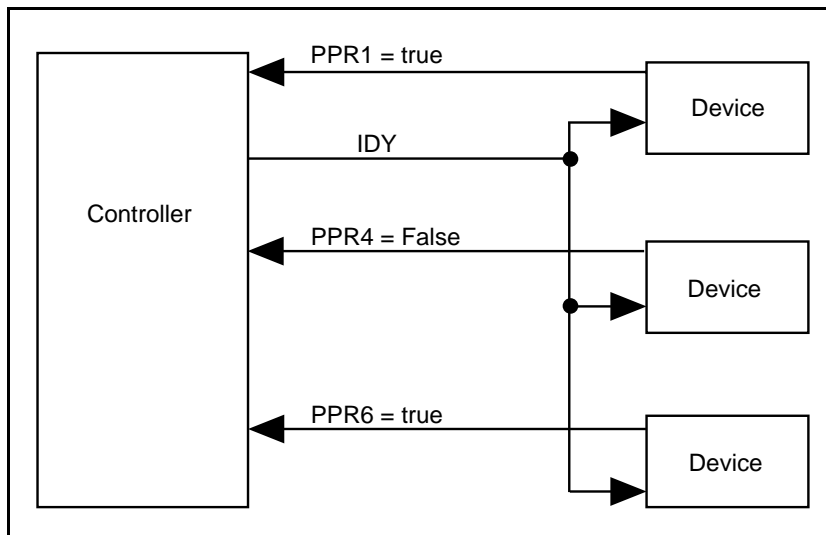 PPR1 = true
Device
IDY
Controller
PPR4 = False
Device
PPR6 = true
Device